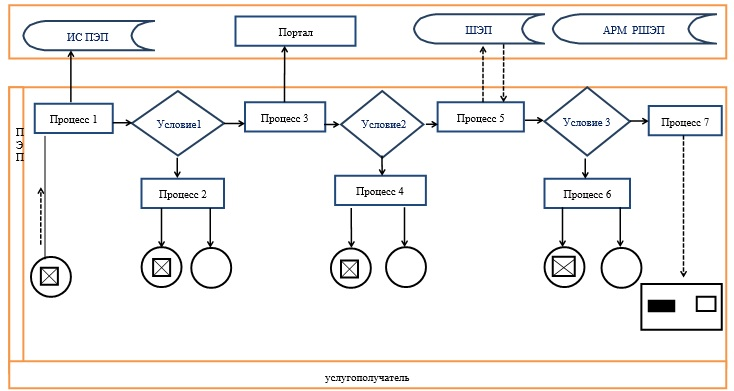 ИС ПЭП
Портал
ШЭП
АРМ РШЭП
ПЭП
Процесс 1
Условие1
Процесс 3
Условие2
Процесс 5
Условие 3
Процесс 7
Процесс 2
Процесс 4
Процесс 6
услугополучатель